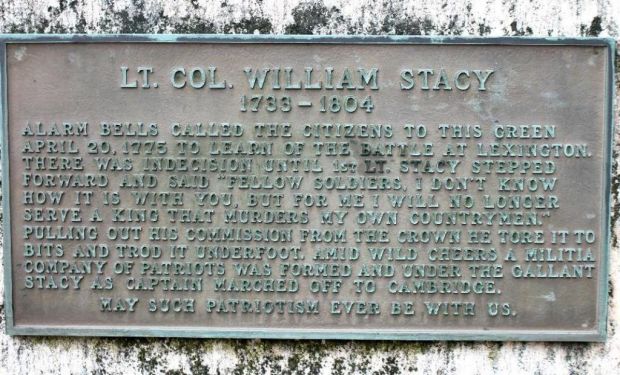 LT. COL. WILLIAM STACY
1733 - 1804
ALARM BELLS CALLED THE CITIZENS TO THIS GREEN
APRIL 20, 1775 TO LEARN OF THE BATTLE AT LEXINGTON.
THERE WAS INDECISION UNTIL 1ST LT. STACY STEPPED
FORWARD AND SAID "FELLOW SOLDIERS, I DON'T KNOW
HOW IT IS WITH YOU, BUT FOR ME I WILL NO LONGER
SERVE A KING THAT MURDERS MY OWN COUNTRYMEN."
PULLING OUT HIS COMMISSION FROM THE CROWN HE TORE IT TO
BITS AND TROD IT UNDERFOOT. AMID WILD CHEERS A MILITIA
COMPANY OF PATRIOTS WAS FORMED AND UNDER THE GALLANT
STACY AS CAPTAIN MARCHED OFF TO CAMBRIDGE.
MAY SUCH PATRIOTISM EVER BE WITH US.